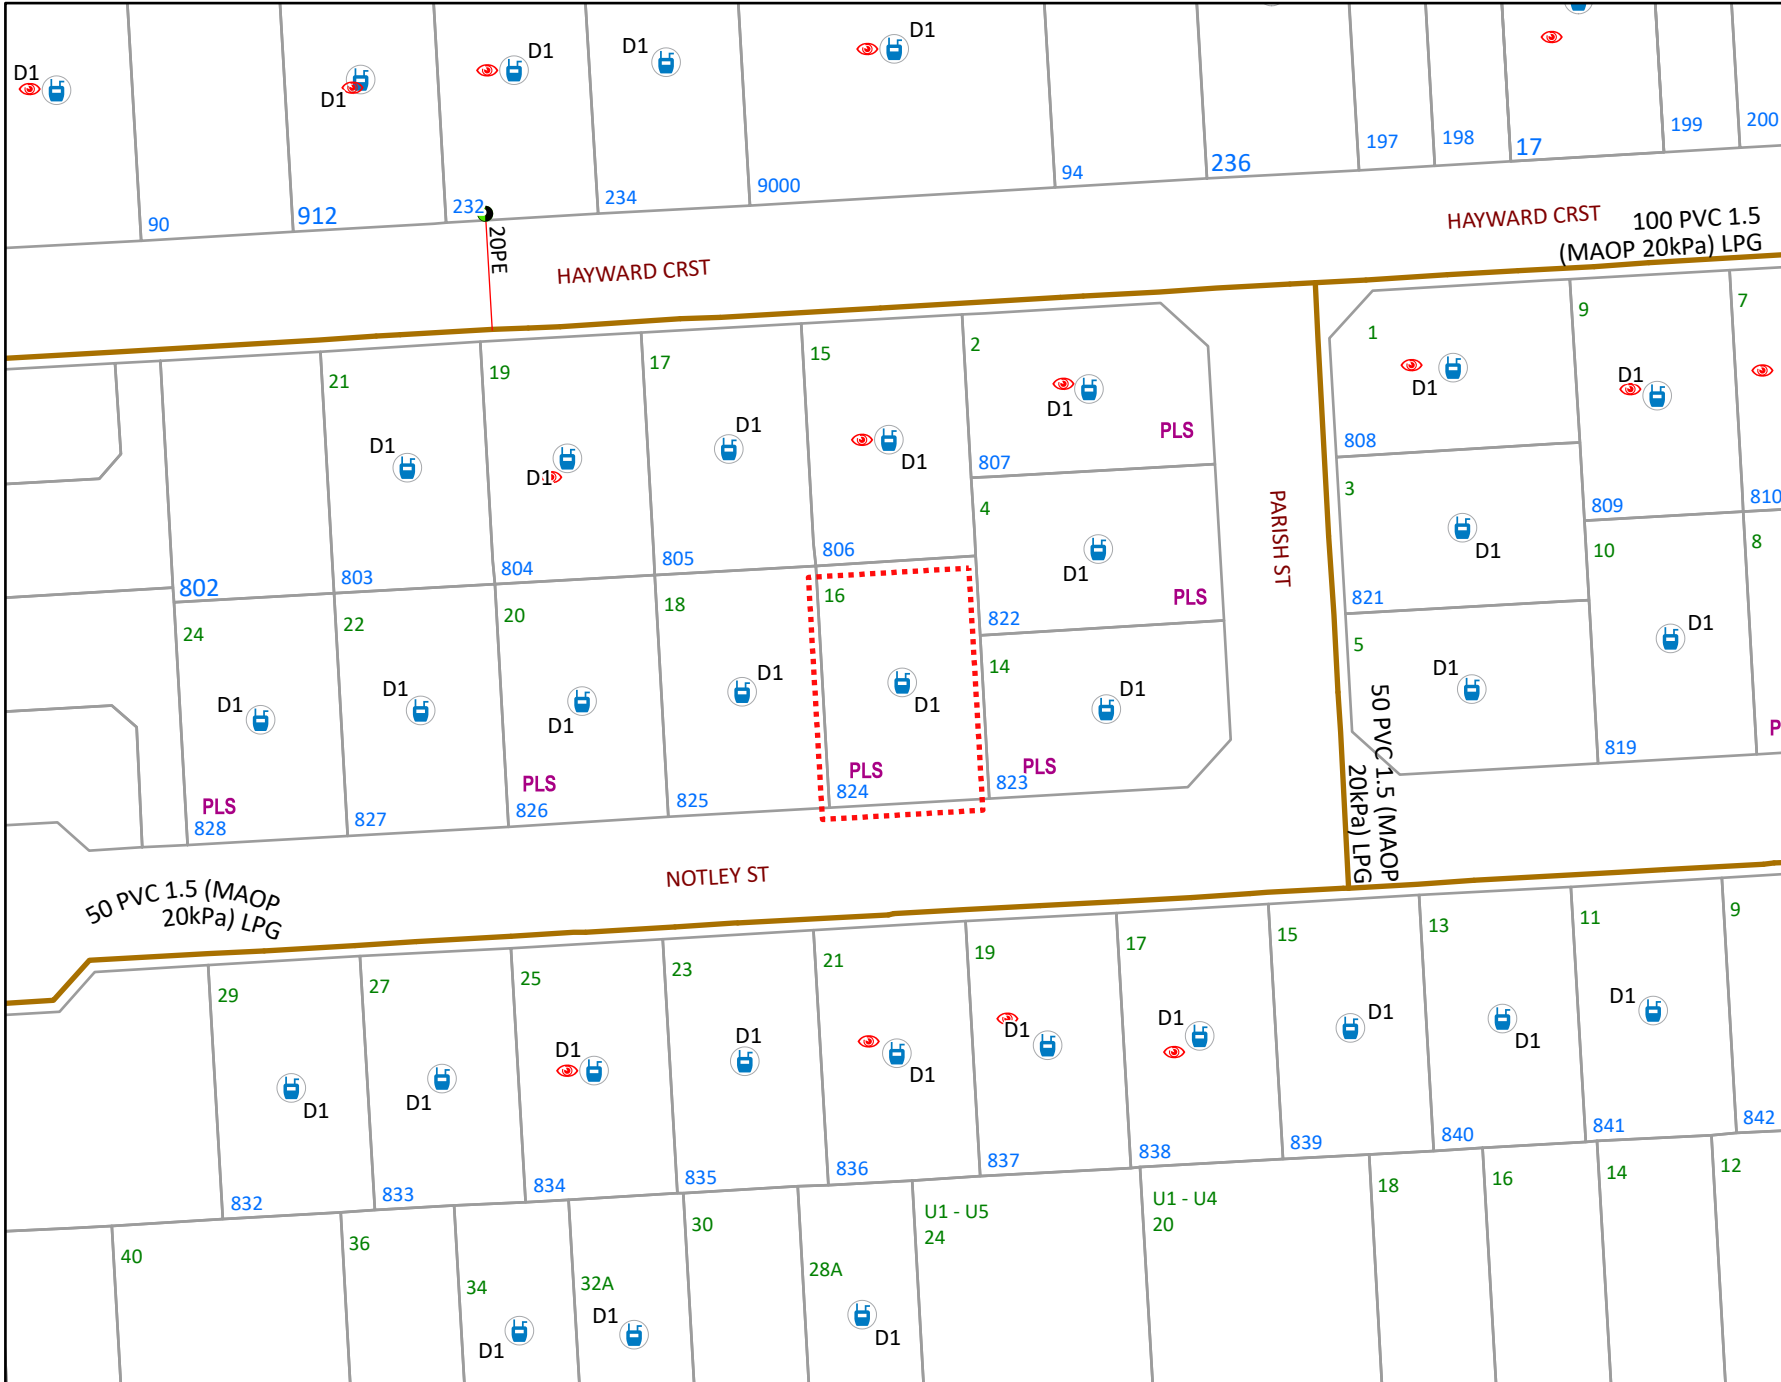 D1
D1
D1
D1
D1
90
912
232
234
9000
94
236
197
198
17
199
200
20PE
HAYWARD CRST
HAYWARD CRST
100 PVC 1.5
(MAOP 20kPa) LPG
21
19
17
15
2
1
9
7
D1
D1
D1
D1
D1
D1
D1
PLS
802
803
804
805
806
807
808
809
810
4
3
10
8
PARISH ST
D1
D1
D1
PLS
822
821
24
22
20
18
16
14
5
D1
D1
D1
D1
D1
D1
D1
PLS
PLS
PLS
PLS
P
828
827
826
825
824
823
819
50 PVC 1.5 (MAOP
20kPa) LPG
NOTLEY ST
50 PVC 1.5 (MAOP
20kPa) LPG
29
27
25
23
21
19
17
15
13
11
9
D1
D1
D1
D1
D1
D1
D1
D1
D1
D1
832
833
834
835
836
837
838
839
840
841
842
40
36
34
32A
30
28A
U1 - U5
24
U1 - U4
20
18
16
14
12
D1
D1
D1